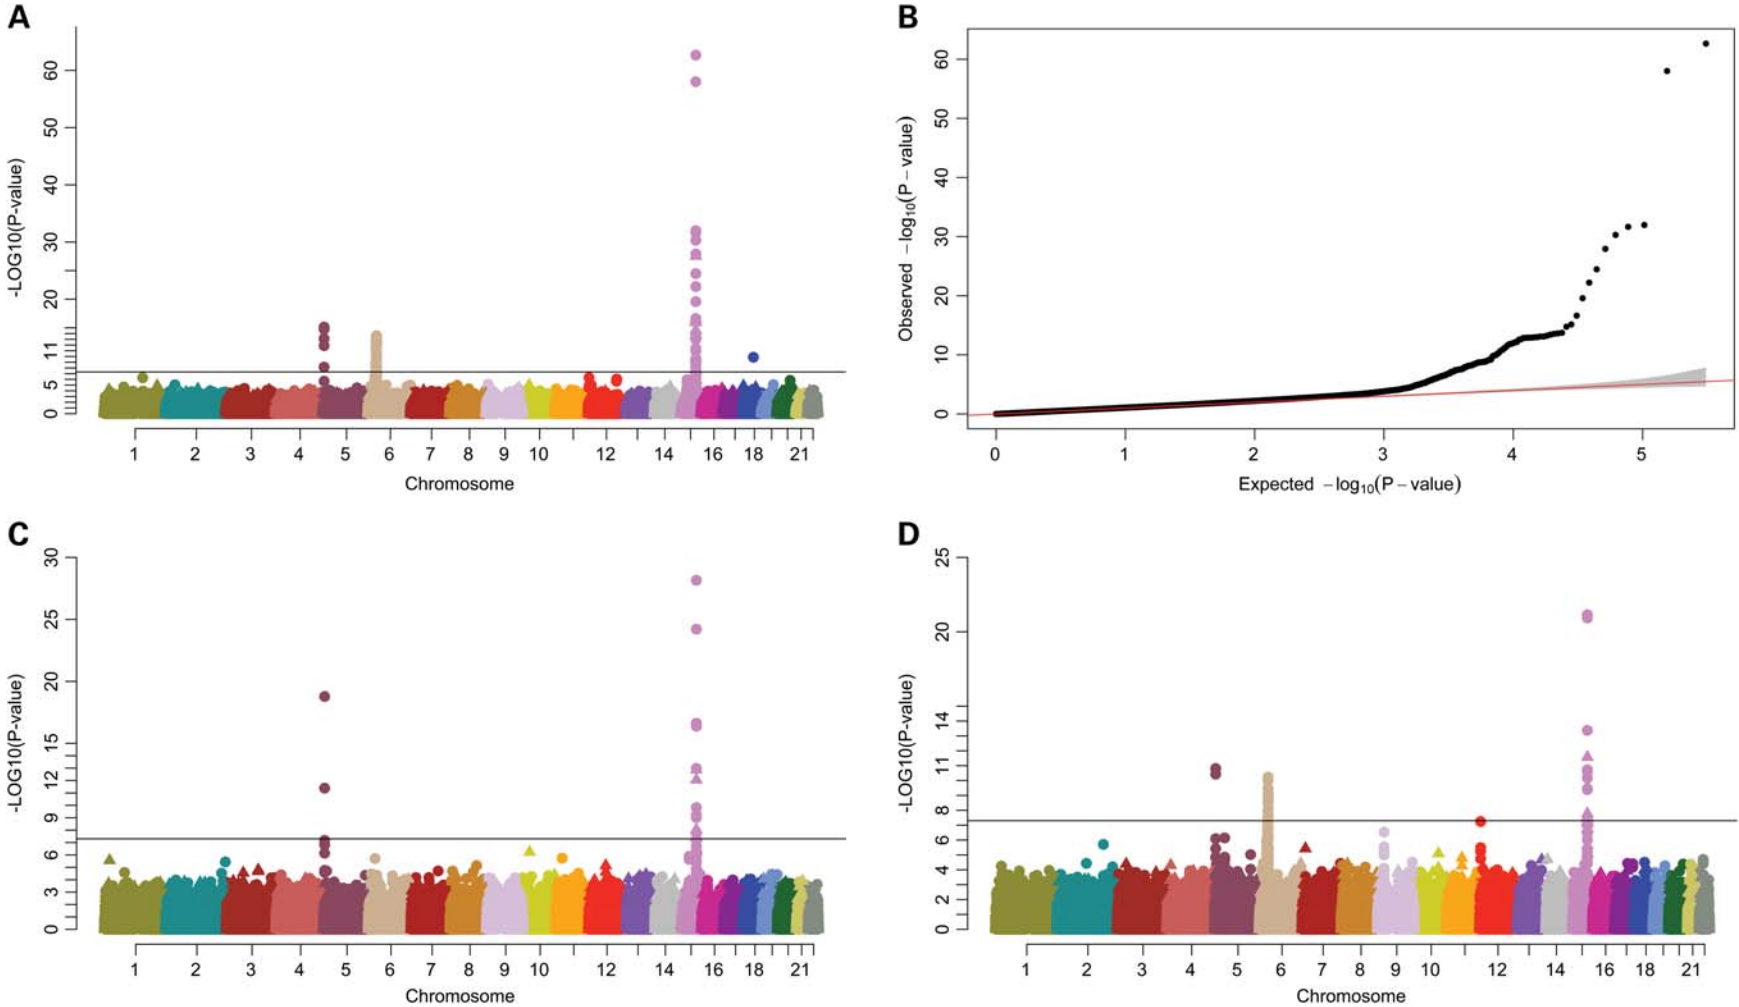 A
-LOG10(P-value)
60
50
40
30
20
11
5
0
1 2 3 4 5 6 7 8 9 10 12 14 16 18 21
Chromosome
B
Observed −log10(P − value)
60
50
40
30
20
10
0
0 1 2 3 4 5
Expected −log10(P − value)
C
-LOG10(P-value)
30
25
20
15
12
9
6
3
0
1 2 3 4 5 6 7 8 9 10 12 14 16 18 21
Chromosome
D
-LOG10(P-value)
25
20
14
11
8
6
4
2
0
1 2 3 4 5 6 7 8 9 10 12 14 16 18 21
Chromosome